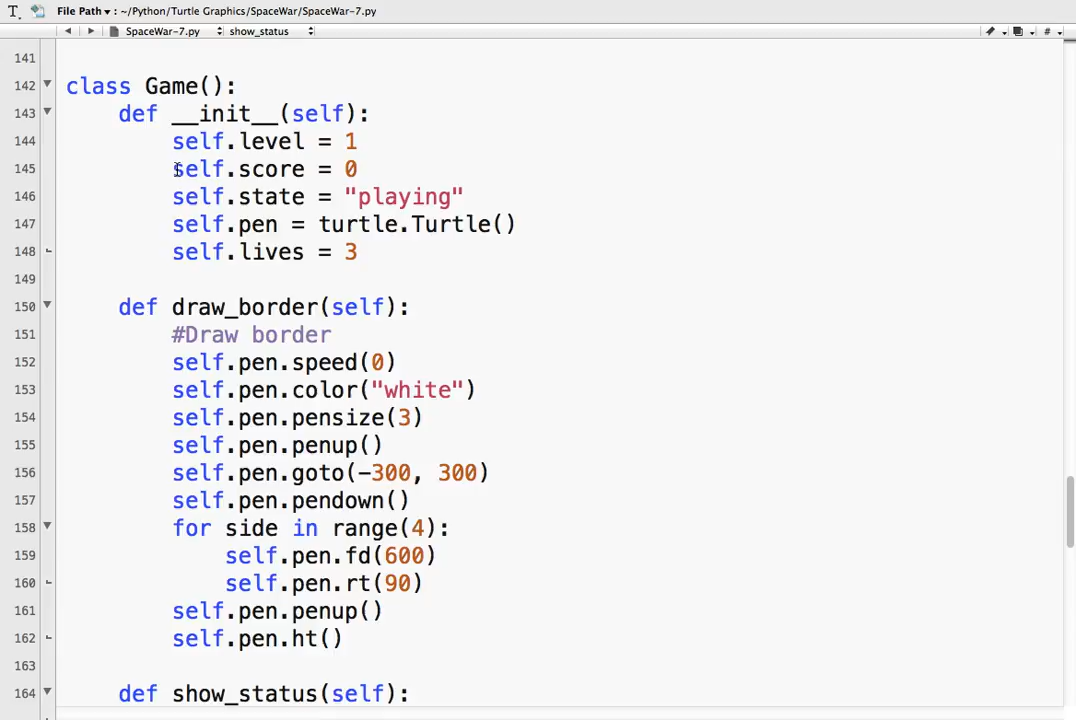 File Path ▾ : ~/Python/Turtle Graphics/SpaceWar/SpaceWar-7.py
SpaceWar-7.py show_status
#
141
142 class Game():
143 def __init__(self):
144 self.level = 1
145 self.score = 0
146 self.state = "playing"
147 self.pen = turtle.Turtle()
148 self.lives = 3
149
150 def draw_border(self):
151 #Draw border
152 self.pen.speed(0)
153 self.pen.color("white")
154 self.pen.pensize(3)
155 self.pen.penup()
156 self.pen.goto(-300, 300)
157 self.pen.pendown()
158 for side in range(4):
159 self.pen.fd(600)
160 self.pen.rt(90)
161 self.pen.penup()
162 self.pen.ht()
163
164 def show_status(self):